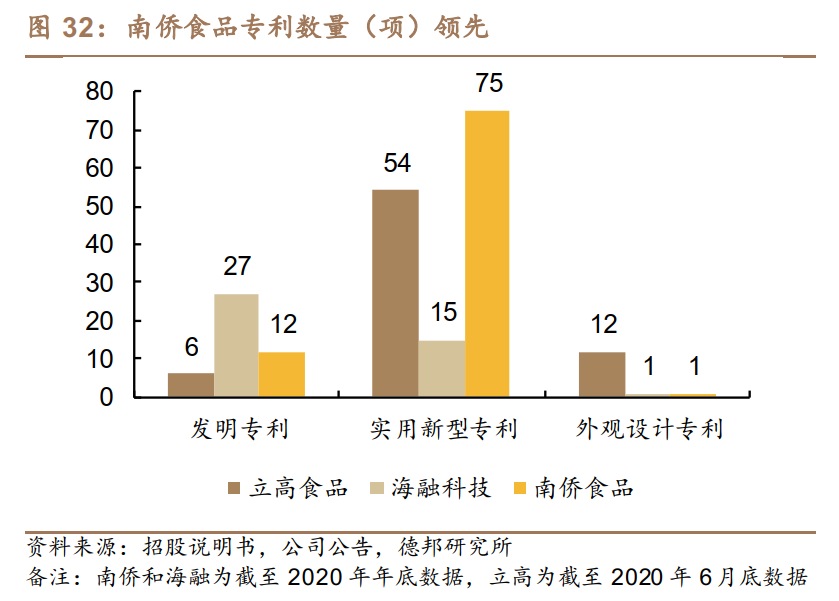 图 32：南侨食品专利数量（项）领先
80
70
60
50
40
30
20
10
0
6
27
12
54
15
75
12
1
1
发明专利
实用新型专利
外观设计专利
立高食品
海融科技
南侨食品
资料来源：招股说明书，公司公告，德邦研究所
备注：南侨和海融为截至 2020 年年底数据，立高为截至 2020 年 6月底数据